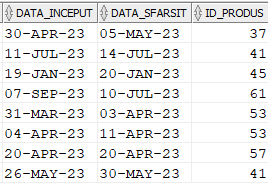 DATA_INCEPUT DATA_SFARSIT ID_PRODUS
30-APR-23 05-MAY-23 37
11-JUL-23 14-JUL-23 41
19-JAN-23 20-JAN-23 45
07-SEP-23 10-JUL-23 61
31-MAR-23 03-APR-23 53
04-APR-23 11-APR-23 53
20-APR-23 20-APR-23 57
26-MAY-23 30-MAY-23 41